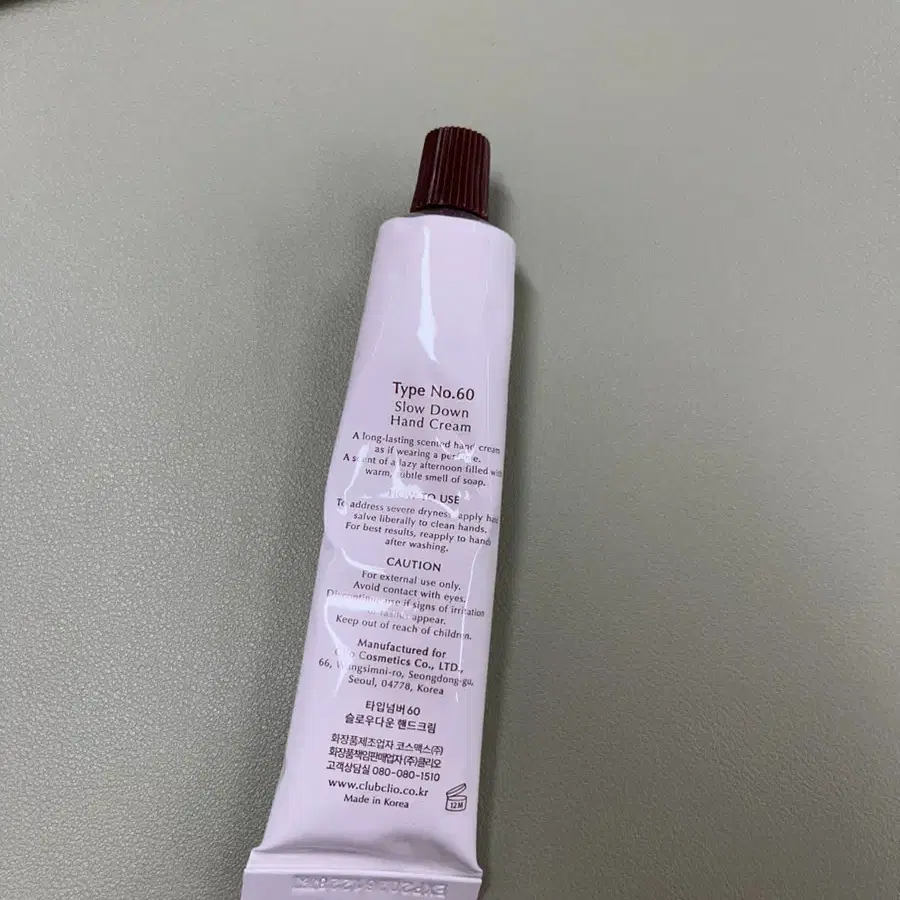 Type No.60
Slow Down
Hand Cream
A long-lasting scented hand cream
as if wearing a perfume.
A scent of a lazy afternoon filled with
warm, subtle smell of soap.
HOW TO USE
To address severe dryness, apply hand
salve liberally to clean hands.
For best results, reapply to hands
after washing.
CAUTION
For external use only.
Avoid contact with eyes.
Discontinue use if signs of irritation
or rashes appear.
Keep out of reach of children.
Manufactured for
Clio Cosmetics Co., LTD.,
66, Wangsimni-ro, Seongdong-gu,
Seoul, 04778, Korea
타입넘버60
슬로우다운 핸드크림
화장품제조업자 코스맥스(주)
화장품책임판매업자 (주)클리오
고객상담실 080-080-1510
www.clubclio.co.kr
Made in Korea
12M